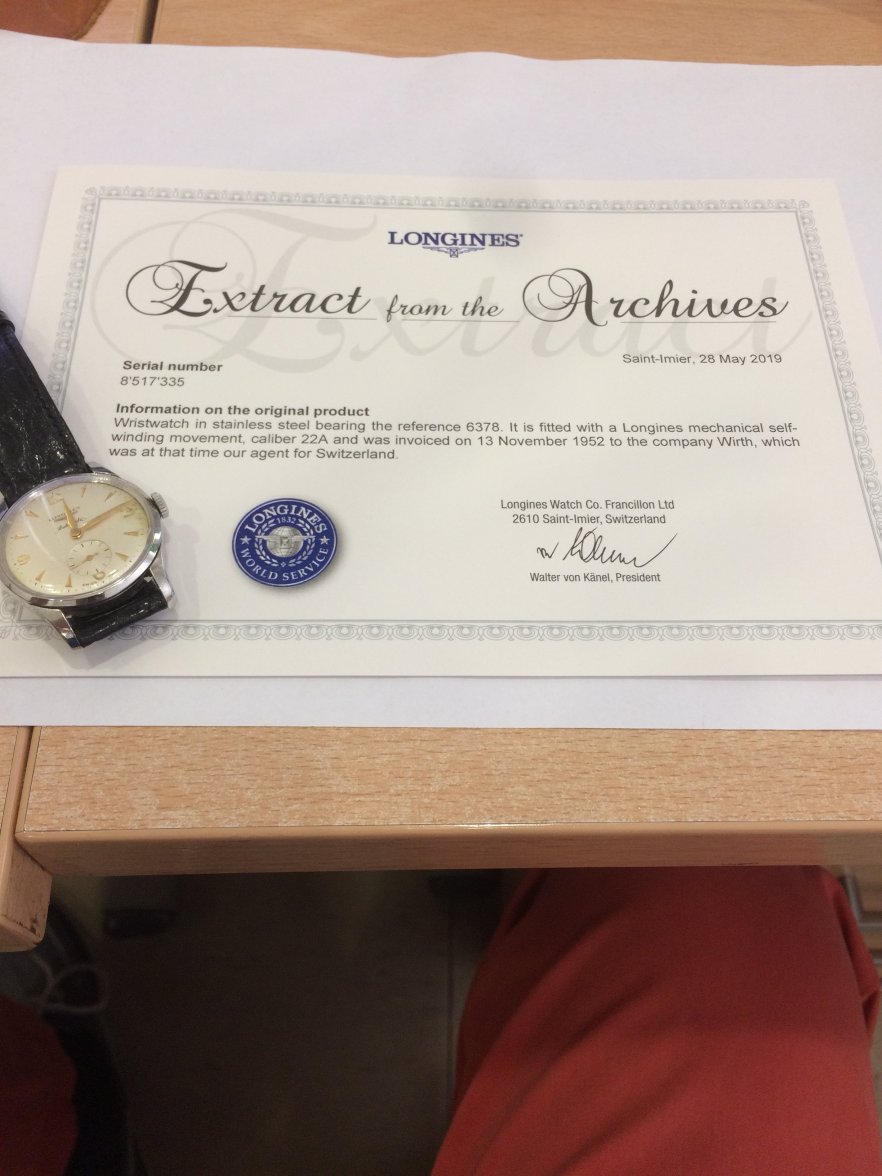 LONGINES®
Extract from the Archives
Saint-Imier, 28 May 2019
Serial number
8'517'335
Information on the original product
Wristwatch in stainless steel bearing the reference 6378. It is fitted with a Longines mechanical self-
winding movement, caliber 22A and was invoiced on 13 November 1952 to the company Wirth, which
was at that time our agent for Switzerland.
LONGINES
1832
WORLD SERVICE
Longines Watch Co. Francillon Ltd
2610 Saint-Imier, Switzerland
Walter von Känel, President